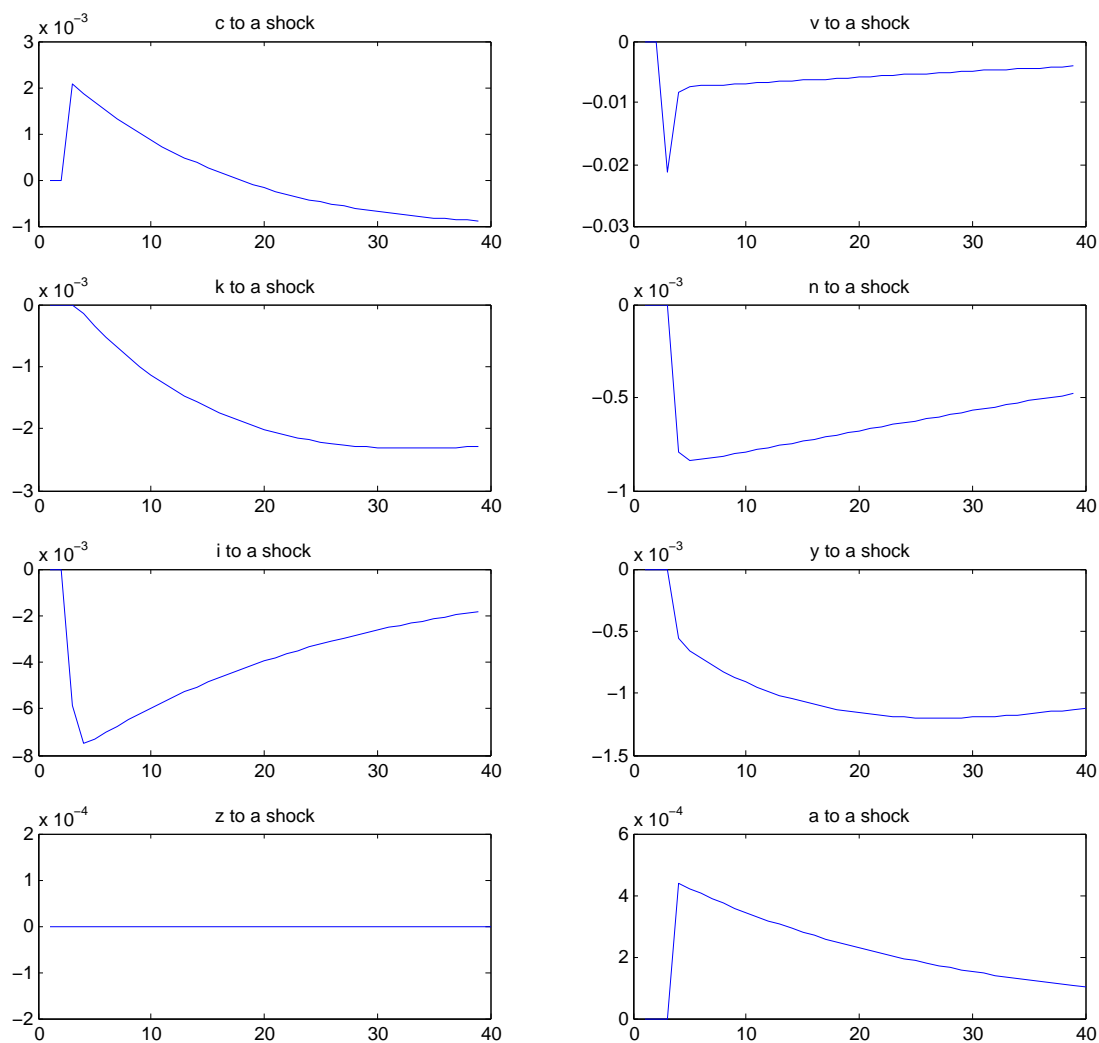 c to a shock
x 10−3
3
2
1
0
−1
0 10 20 30 40
v to a shock
0
−0.01
−0.02
−0.03
0 10 20 30 40
k to a shock
x 10−3
0
−1
−2
−3
0 10 20 30 40
n to a shock
x 10−3
0
−0.5
−1
0 10 20 30 40
i to a shock
x 10−3
0
−2
−4
−6
−8
0 10 20 30 40
y to a shock
x 10−3
0
−0.5
−1
−1.5
0 10 20 30 40
z to a shock
x 10−4
2
1
0
−1
−2
0 10 20 30 40
a to a shock
x 10−4
6
4
2
0
0 10 20 30 40